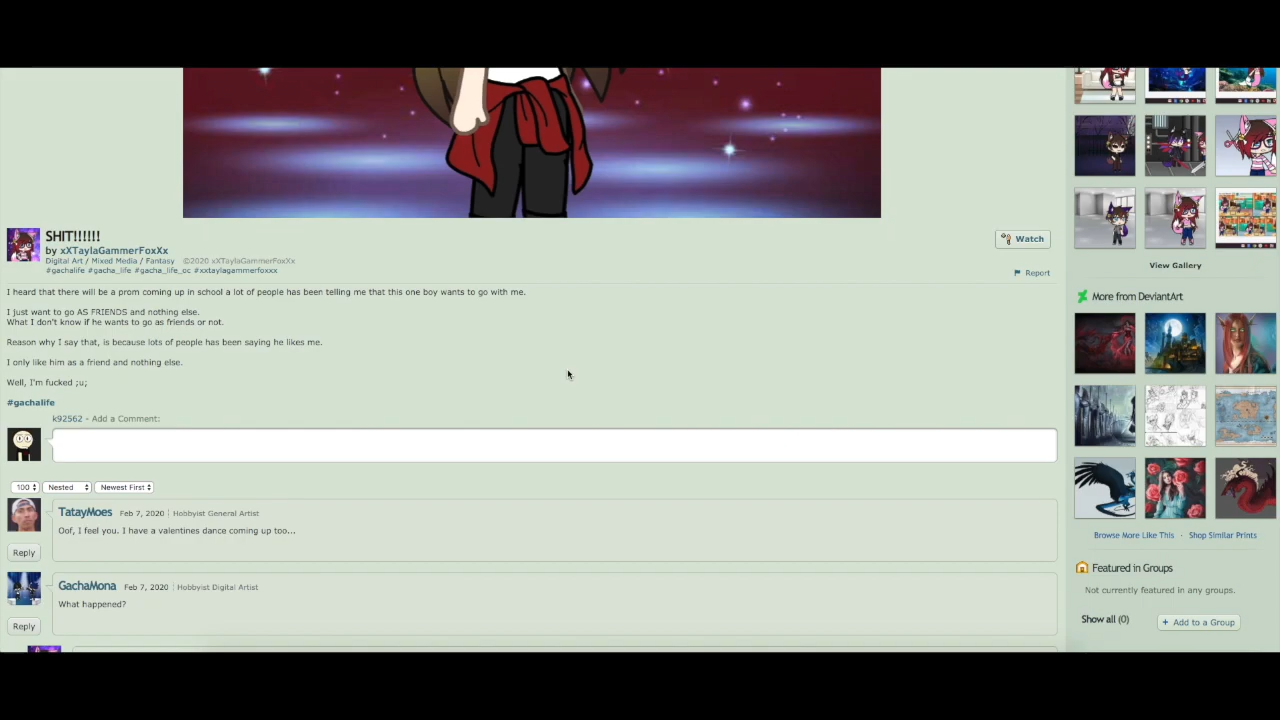 SHIT!!!!!!
by xXTaylaGammerFoxXx
Watch
Digital Art / Mixed Media / Fantasy ©2020 xXTaylaGammerFoxXx
#gachalife #gacha_life #gacha_life_oc #xxtaylagammerfoxxx
Report
I heard that there will be a prom coming up in school a lot of people has been telling me that this one boy wants to go with me.
I just want to go AS FRIENDS and nothing else.
What I don't know if he wants to go as friends or not.
Reason why I say that, is because lots of people has been saying he likes me.
I only like him as a friend and nothing else.
Well, I'm fucked ;u;
#gachalife
k92562 - Add a Comment:
100 Nested Newest First
TatayMoes Feb 7, 2020 Hobbyist General Artist
Oof, I feel you. I have a valentines dance coming up too...
Reply
GachaMona Feb 7, 2020 Hobbyist Digital Artist
What happened?
Reply
View Gallery
More from DeviantArt
Browse More Like This · Shop Similar Prints
Featured in Groups
Not currently featured in any groups.
Show all (0)
+ Add to a Group